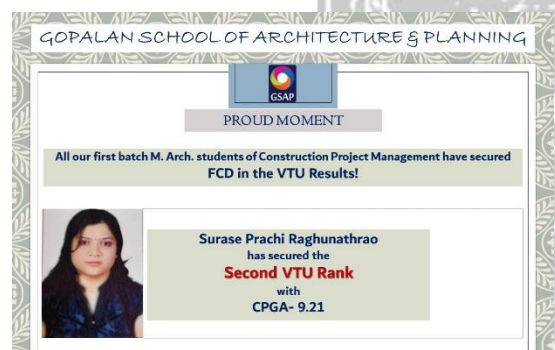 GOPALAN SCHOOL OF ARCHITECTURE & PLANNING
GSAP
PROUD MOMENT
All our first batch M. Arch. students of Construction Project Management have secured
FCD in the VTU Results!
Surase Prachi Raghunathrao
has secured the
Second VTU Rank
with
CPGA- 9.21